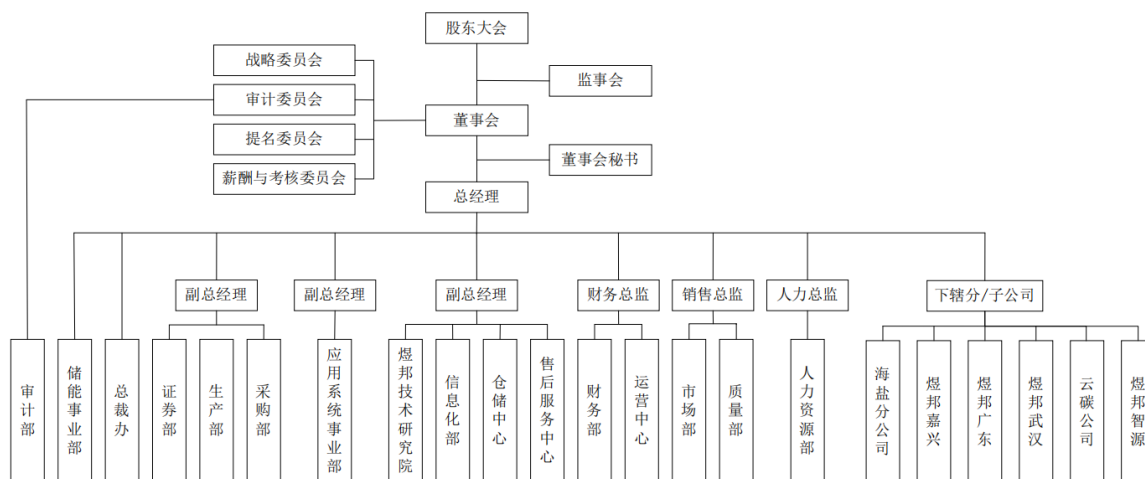 股东大会
战略委员会
监事会
审计委员会
董事会
提名委员会
董事会秘书
薪酬与考核委员会
总经理
副总经理
副总经理
副总经理
财务总监
销售总监
人力总监
下辖分/子公司
审计部
储能事业部
总裁办
证券部
生产部
采购部
应用系统事业部
煜邦技术研究院
信息化部
仓储中心
售后服务中心
财务部
运营中心
市场部
质量部
人力资源部
海盐分公司
煜邦嘉兴
煜邦广东
煜邦武汉
云碳公司
煜邦智源